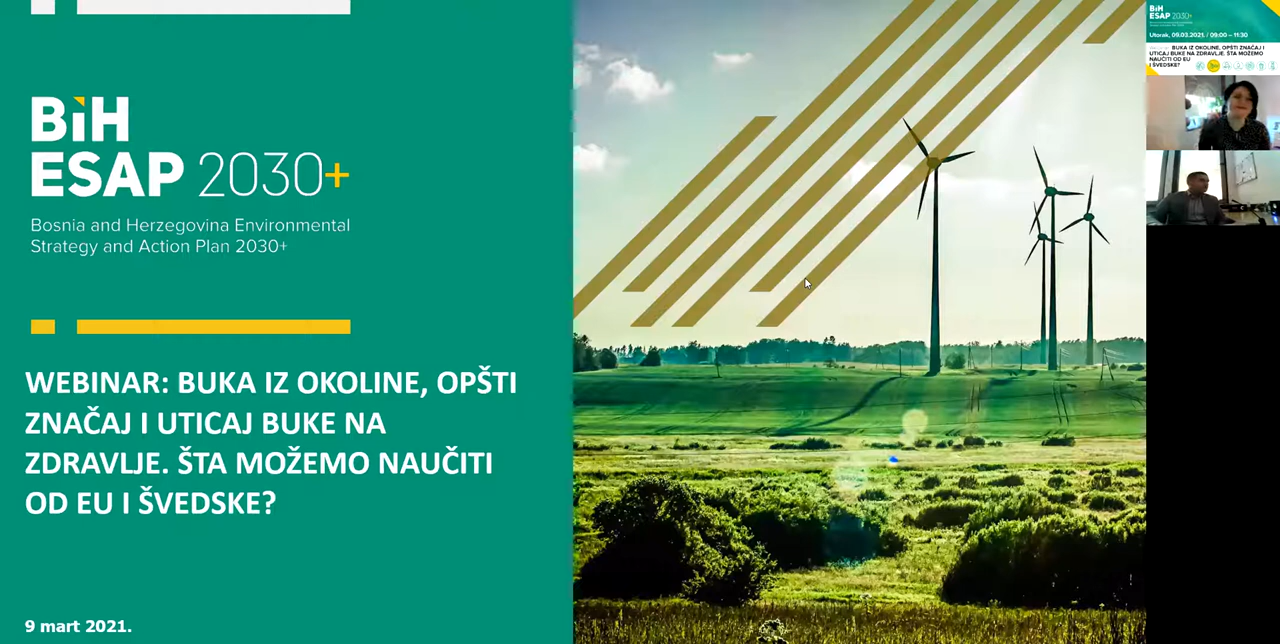 BiH
ESAP 2030+
Bosnia and Herzegovina Environmental
Strategy and Action Plan 2030+
WEBINAR: BUKA IZ OKOLINE, OPŠTI
ZNAČAJ I UTICAJ BUKE NA
ZDRAVLJE. ŠTA MOŽEMO NAUČITI
OD EU I ŠVEDSKE?
9 mart 2021.
BiH
ESAP 2030+
Utorak, 09.03.2021. / 09:00 – 11:30
BUKA IZ OKOLINE, OPŠTI ZNAČAJ I
UTICAJ BUKE NA ZDRAVLJE. ŠTA MOŽEMO
NAUČITI OD EU
I ŠVEDSKE?